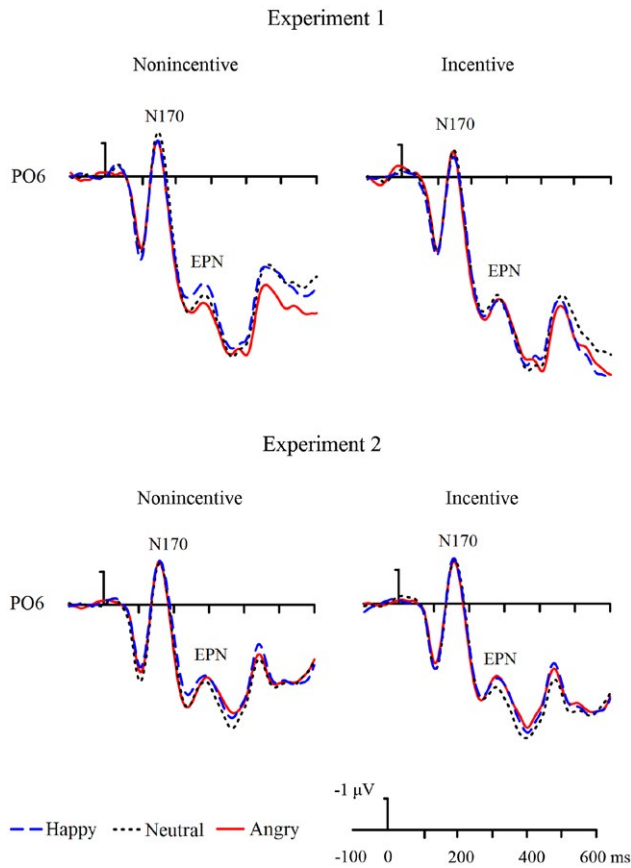 Experiment 1
Nonincentive Incentive
N170 N170
PO6
EPN EPN
Experiment 2
Nonincentive Incentive
N170 N170
PO6
EPN EPN
-1 μV
Happy Neutral Angry
-100 0 200 400 600 ms